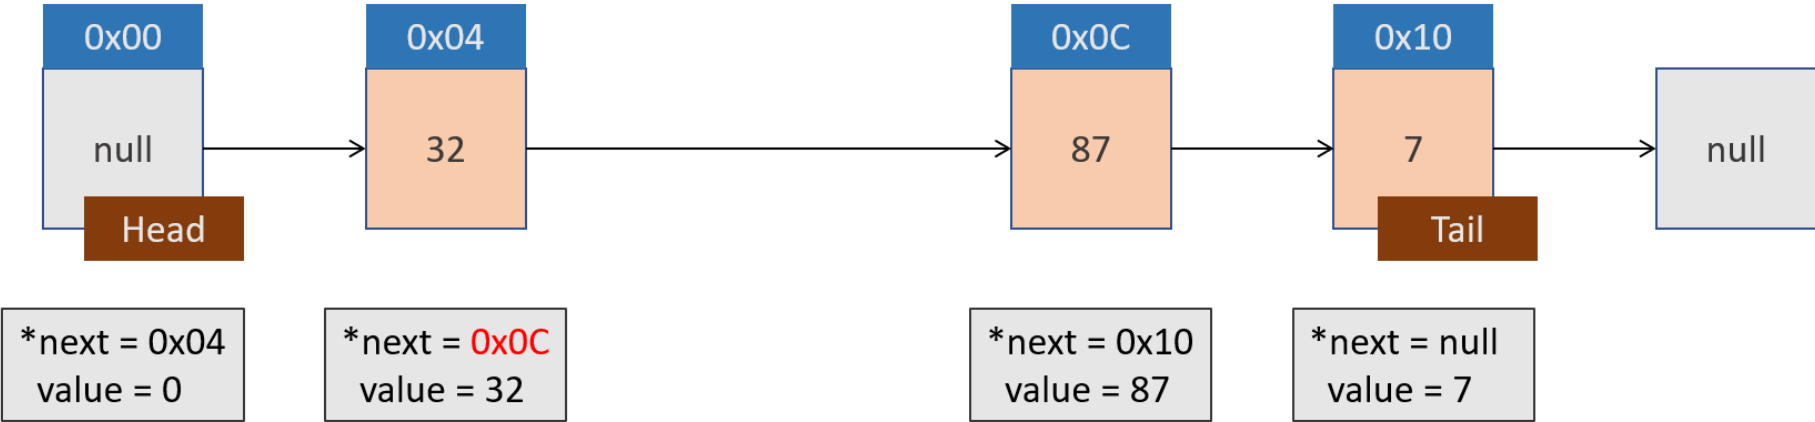 0x00
0x04
0x0C
0x10
null
32
87
7
null
Head
Tail
*next = 0x04
value = 0
*next = 0x0C
value = 32
*next = 0x10
value = 87
*next = null
value = 7